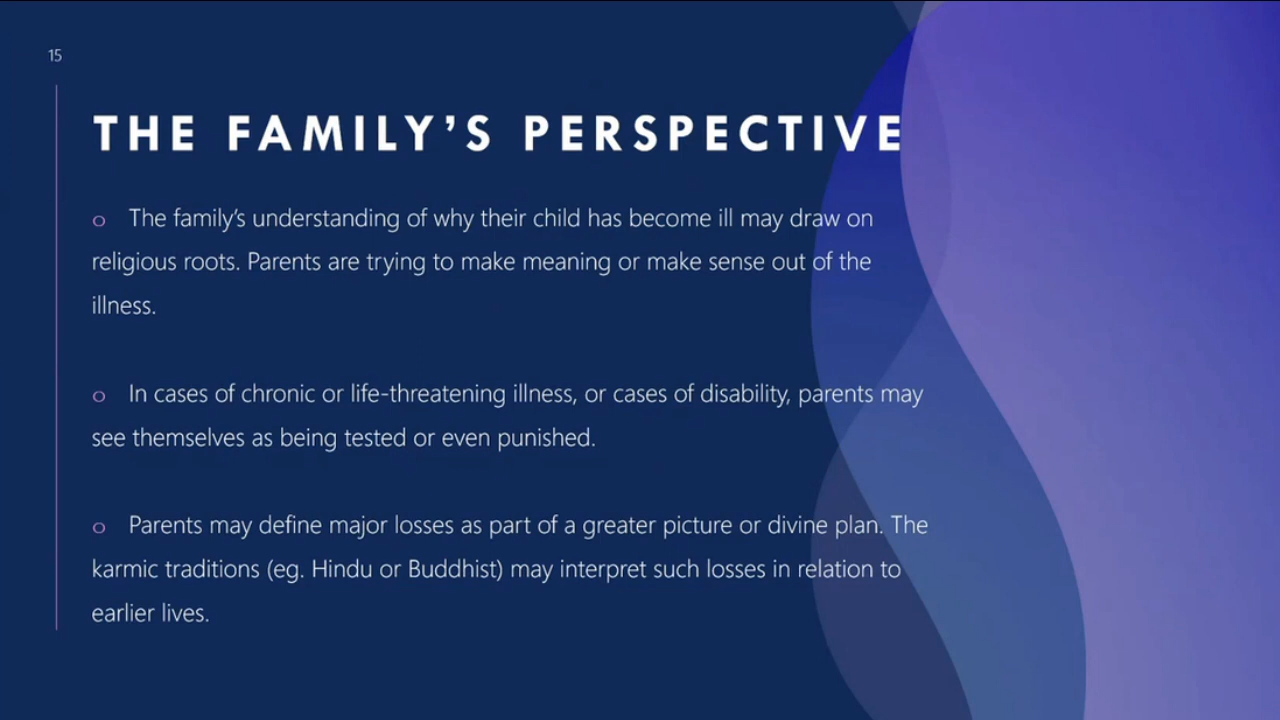 15
THE FAMILY’S PERSPECTIVE
o The family’s understanding of why their child has become ill may draw on
religious roots. Parents are trying to make meaning or make sense out of the
illness.
o In cases of chronic or life-threatening illness, or cases of disability, parents may
see themselves as being tested or even punished.
o Parents may define major losses as part of a greater picture or divine plan. The
karmic traditions (eg. Hindu or Buddhist) may interpret such losses in relation to
earlier lives.